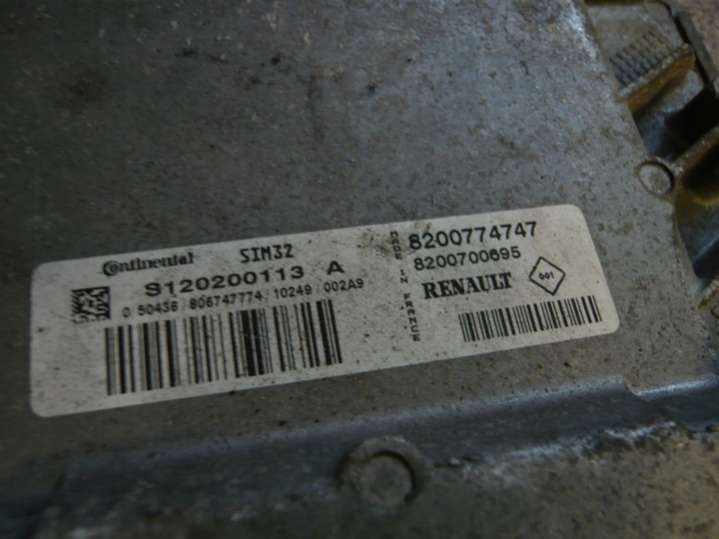 Continental SIM32
S120200113 A
0 50436 806747774 10249 002A9
MADE IN FRANCE
8200774747
8200700695
RENAULT
001